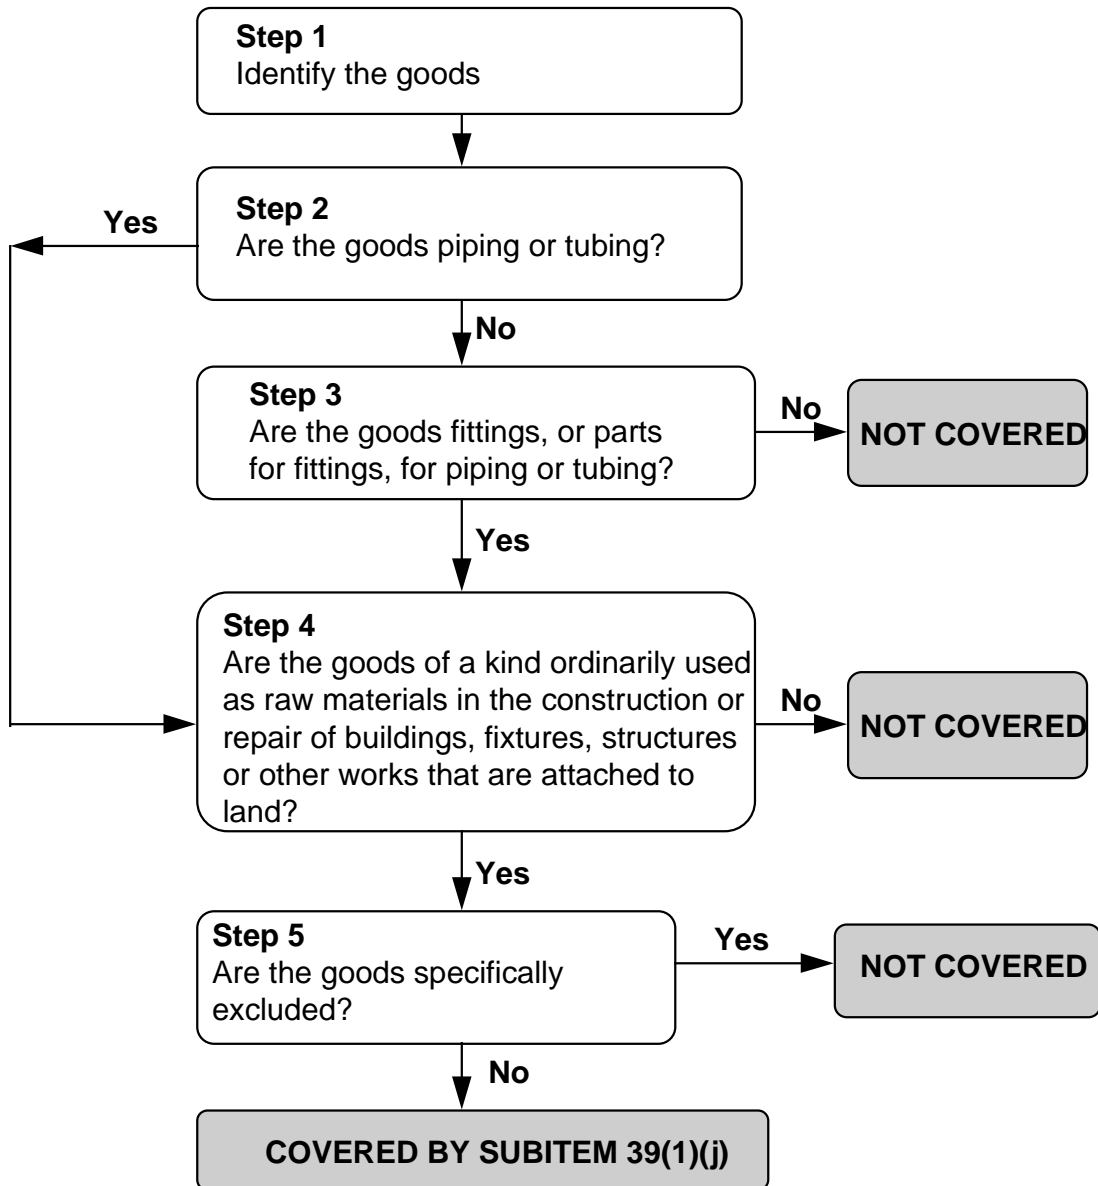 Step 1
Identify the goods
Step 2
Are the goods piping or tubing?
Yes
No
Step 3
Are the goods fittings, or parts
for fittings, for piping or tubing?
No
NOT COVERED
Yes
Step 4
Are the goods of a kind ordinarily used
as raw materials in the construction or
repair of buildings, fixtures, structures
or other works that are attached to
land?
No
NOT COVERED
Yes
Step 5
Are the goods specifically
excluded?
Yes
NOT COVERED
No
COVERED BY SUBITEM 39(1)(j)